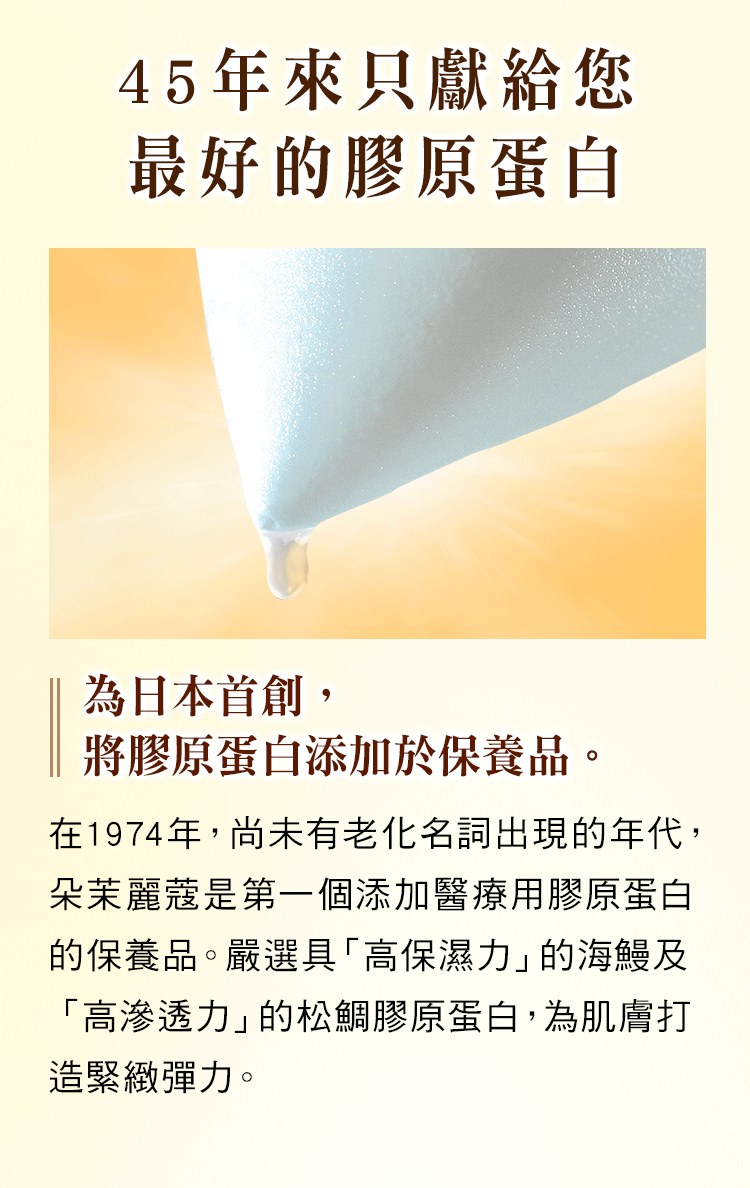 45年來只獻給您
最好的膠原蛋白
為日本首創，
將膠原蛋白添加於保養品。
在1974年，尚未有老化名詞出現的年代，
朵茉麗蔻是第一個添加醫療用膠原蛋白
的保養品。嚴選具「高保濕力」的海鰻及
「高滲透力」的松鯛膠原蛋白，為肌膚打
造緊緻彈力。